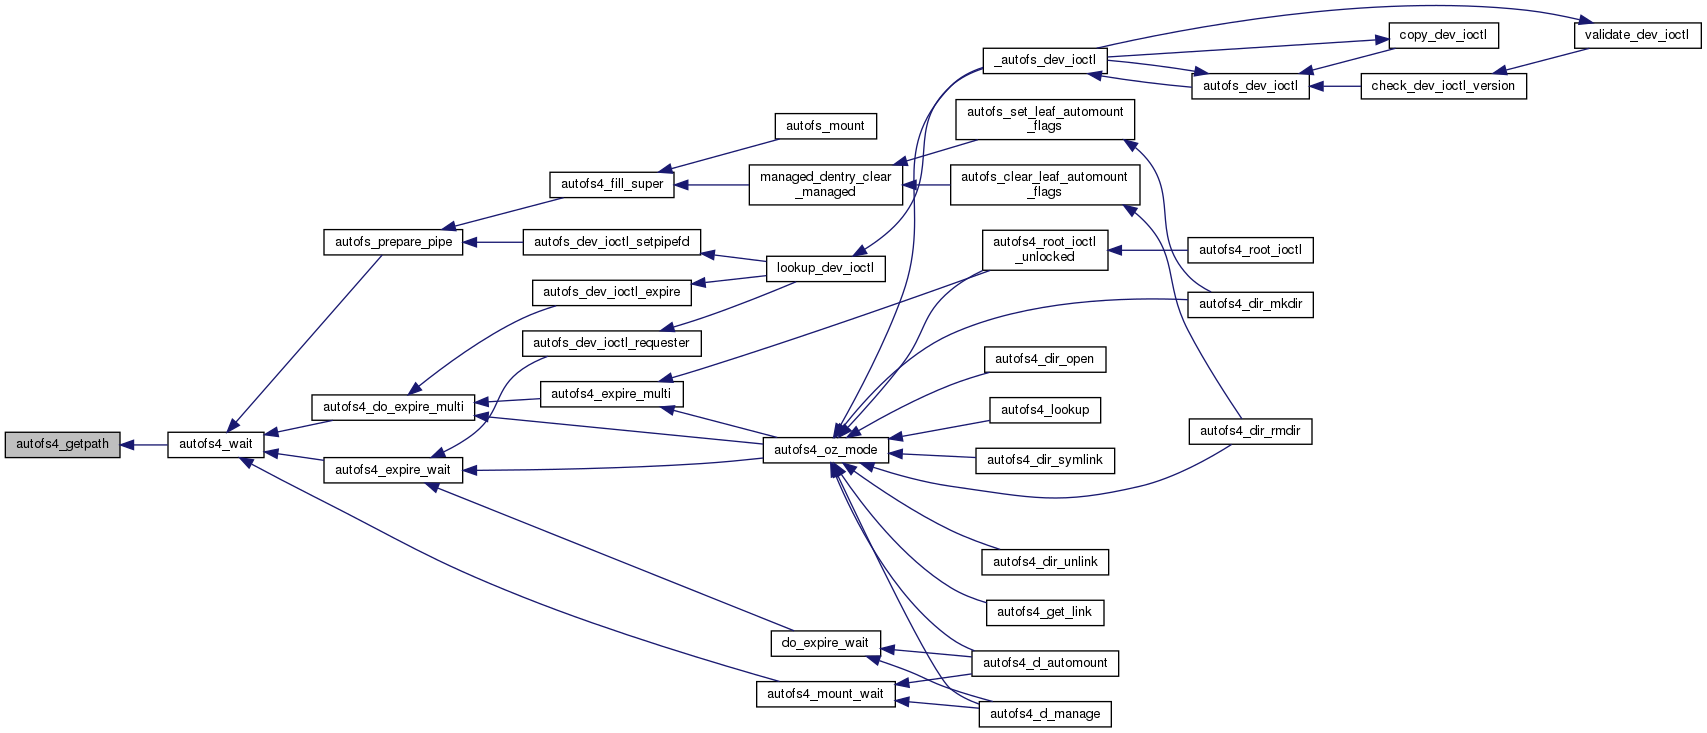 _autofs_dev_ioctl
copy_dev_ioctl
validate_dev_ioctl
autofs_dev_ioctl
check_dev_ioctl_version
autofs_mount
autofs_set_leaf_automount
_flags
autofs4_fill_super
managed_dentry_clear
_managed
autofs_clear_leaf_automount
_flags
autofs_prepare_pipe
autofs_dev_ioctl_setpipefd
autofs4_root_ioctl
_unlocked
autofs4_root_ioctl
lookup_dev_ioctl
autofs_dev_ioctl_expire
autofs4_dir_mkdir
autofs_dev_ioctl_requester
autofs4_dir_open
autofs4_do_expire_multi
autofs4_expire_multi
autofs4_lookup
autofs4_dir_rmdir
autofs4_getpath
autofs4_wait
autofs4_oz_mode
autofs4_expire_wait
autofs4_dir_symlink
autofs4_dir_unlink
autofs4_get_link
do_expire_wait
autofs4_d_automount
autofs4_mount_wait
autofs4_d_manage